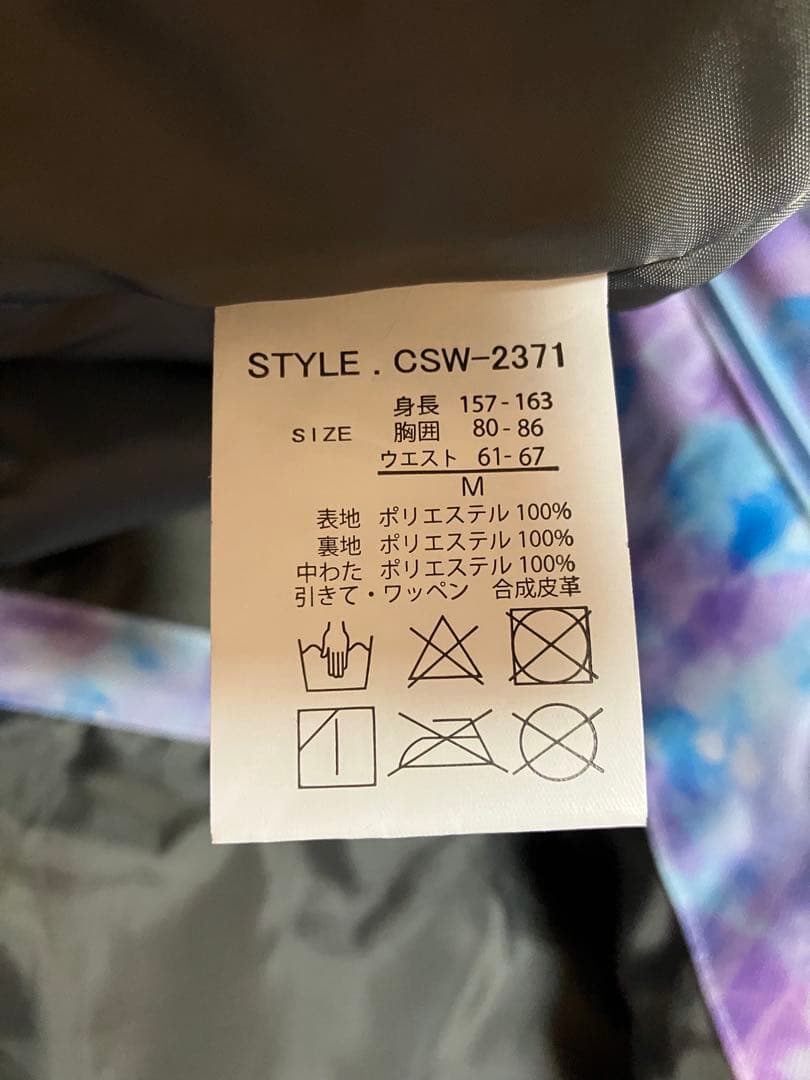 STYLE . CSW-2371
身長 157-163
SIZE 胸囲 80-86
ウエスト 61-67
M
表地 ポリエステル 100%
裏地 ポリエステル 100%
中わた ポリエステル 100%
引きて・ワッペン 合成皮革